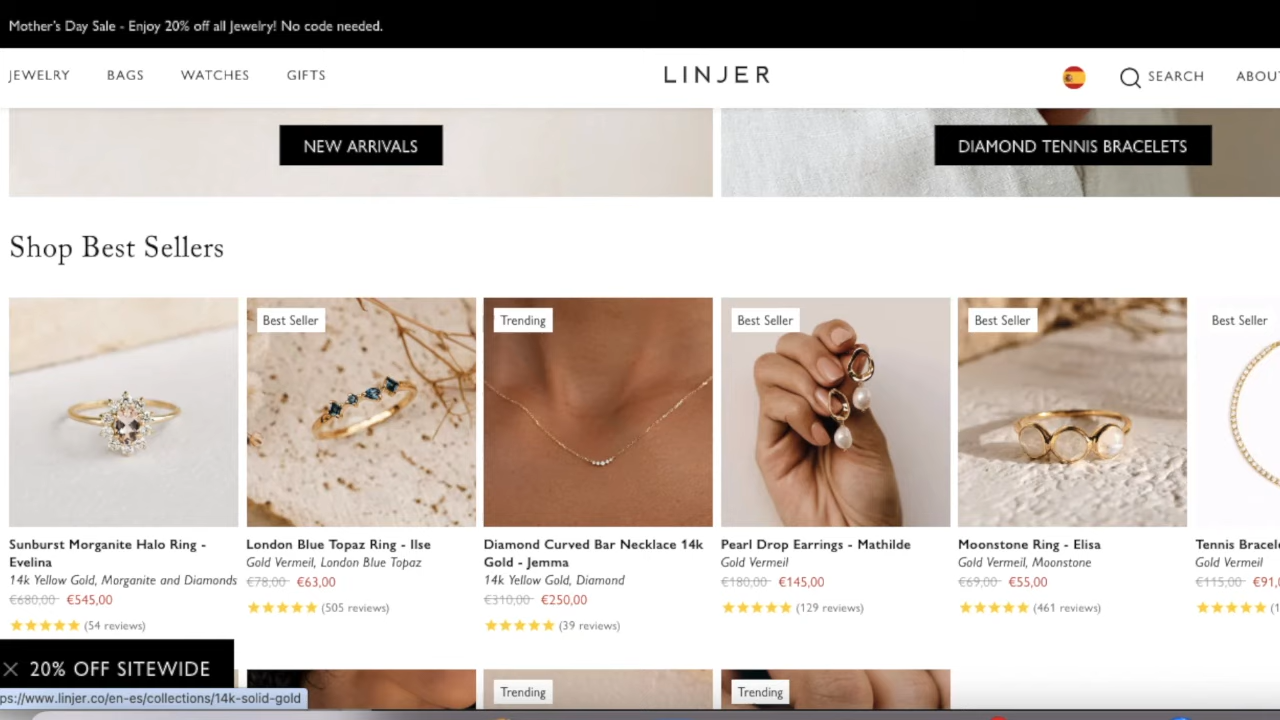 Mother's Day Sale - Enjoy 20% off all Jewelry! No code needed.
JEWELRY BAGS WATCHES GIFTS LINJER SEARCH
NEW ARRIVALS DIAMOND TENNIS BRACELETS
Shop Best Sellers
Best Seller Trending Best Seller Best Seller Best Seller
Sunburst Morganite Halo Ring -
Evelina
14k Yellow Gold, Morganite and Diamonds
€680,00 €545,00
(54 reviews)
London Blue Topaz Ring - Ilse
Gold Vermeil, London Blue Topaz
€78,00 €63,00
(505 reviews)
Diamond Curved Bar Necklace 14k
Gold - Jemma
14k Yellow Gold, Diamond
€310,00 €250,00
(39 reviews)
Pearl Drop Earrings - Mathilde
Gold Vermeil
€180,00 €145,00
(129 reviews)
Moonstone Ring - Elisa
Gold Vermeil, Moonstone
€69,00 €55,00
(461 reviews)
Tennis
Gold Vermeil
€115,00
20% OFF SITEWIDE
ps://www.linjer.co/en-es/collections/14k-solid-gold
Trending Trending